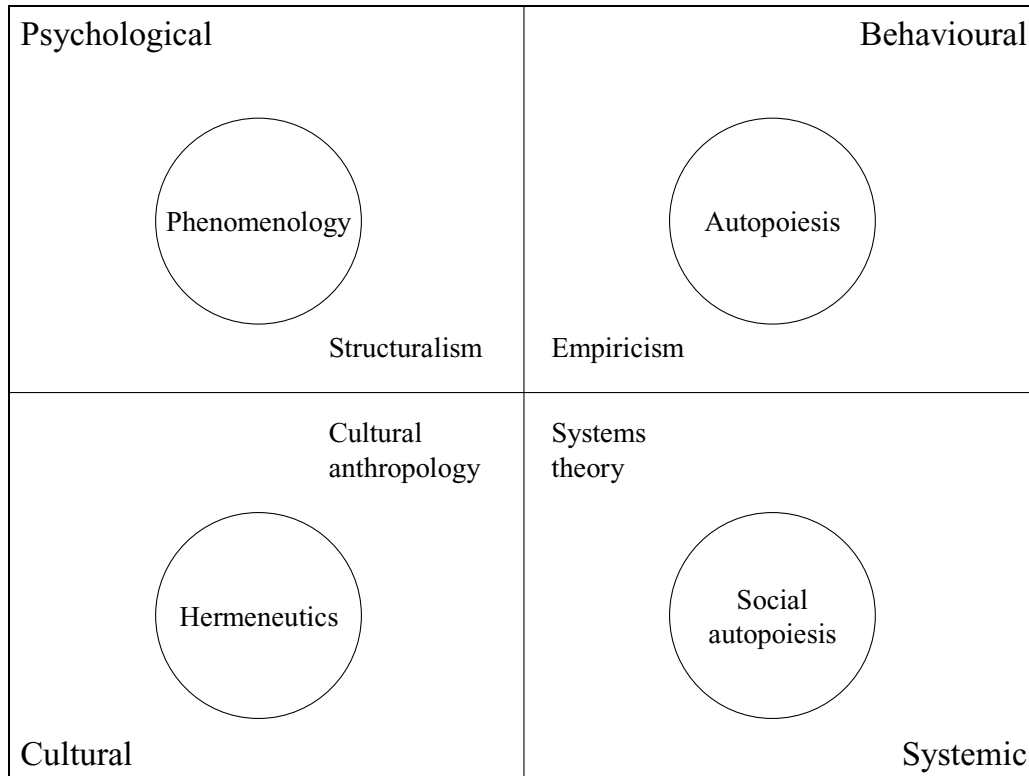 Psychological
Behavioural
Phenomenology
Autopoiesis
Structuralism
Empiricism
Cultural
anthropology
Systems
theory
Hermeneutics
Social
autopoiesis
Cultural
Systemic